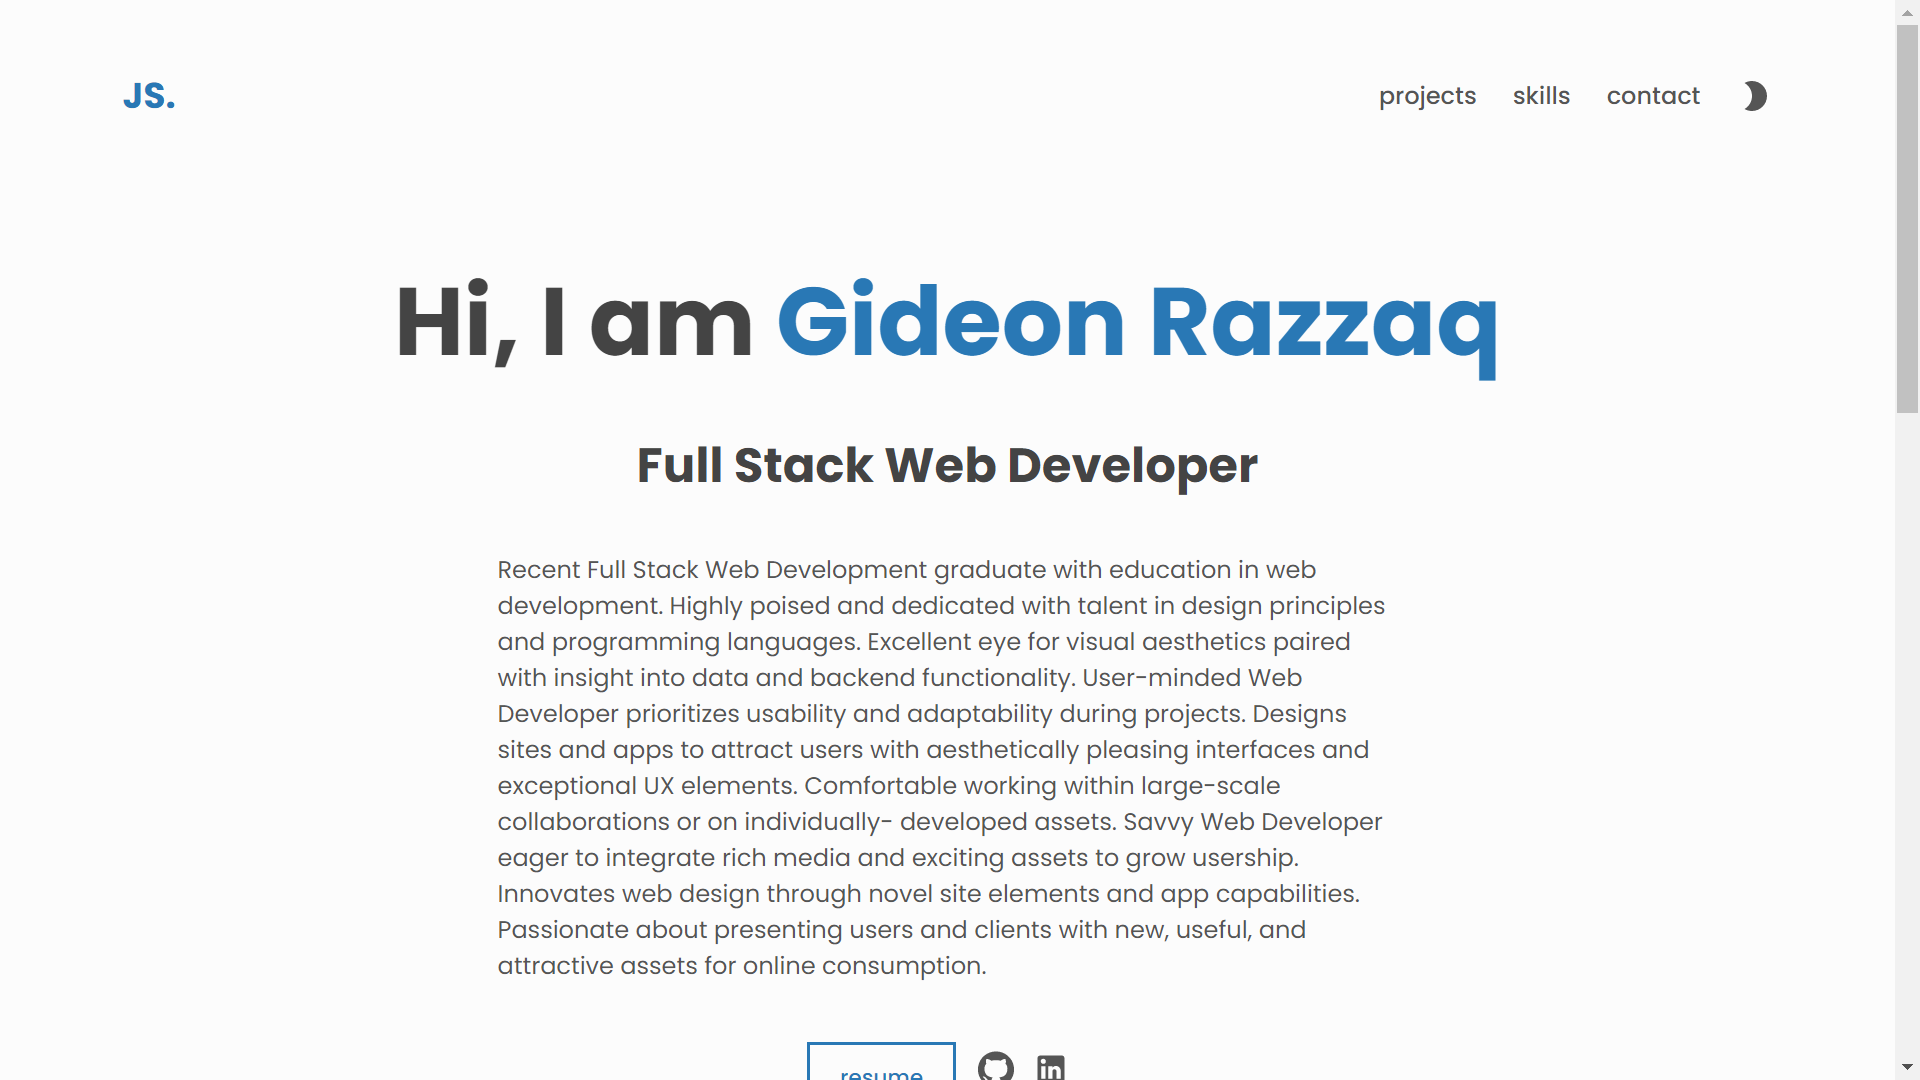 JS.
projects skills contact
Hi, I am Gideon Razzaq
Full Stack Web Developer
Recent Full Stack Web Development graduate with education in web
development. Highly poised and dedicated with talent in design principles
and programming languages. Excellent eye for visual aesthetics paired
with insight into data and backend functionality. User-minded Web
Developer prioritizes usability and adaptability during projects. Designs
sites and apps to attract users with aesthetically pleasing interfaces and
exceptional UX elements. Comfortable working within large-scale
collaborations or on individually- developed assets. Savvy Web Developer
eager to integrate rich media and exciting assets to grow usership.
Innovates web design through novel site elements and app capabilities.
Passionate about presenting users and clients with new, useful, and
attractive assets for online consumption.
resume in